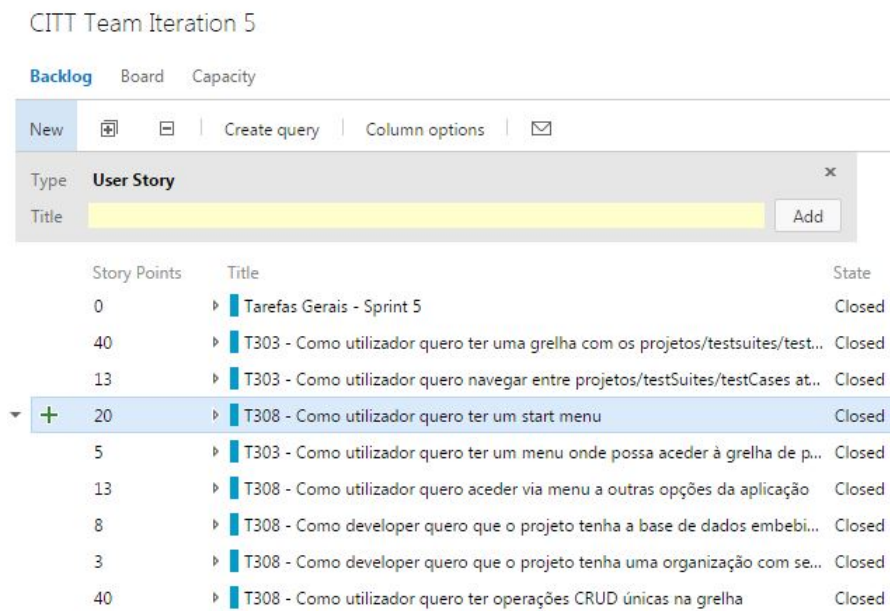 CITT Team Iteration 5
Backlog Board Capacity
New Create query Column options
Type User Story
Title Add
Story Points Title State
0 Tarefas Gerais - Sprint 5 Closed
40 T303 - Como utilizador quero ter uma grelha com os projetos/testsuites/test... Closed
13 T303 - Como utilizador quero navegar entre projetos/testSuites/testCases at... Closed
20 T308 - Como utilizador quero ter um start menu Closed
5 T303 - Como utilizador quero ter um menu onde possa aceder à grelha de p... Closed
13 T308 - Como utilizador quero aceder via menu a outras opções da aplicação Closed
8 T308 - Como developer quero que o projeto tenha a base de dados embebi... Closed
3 T308 - Como developer quero que o projeto tenha uma organização com se... Closed
40 T308 - Como utilizador quero ter operações CRUD únicas na grelha Closed